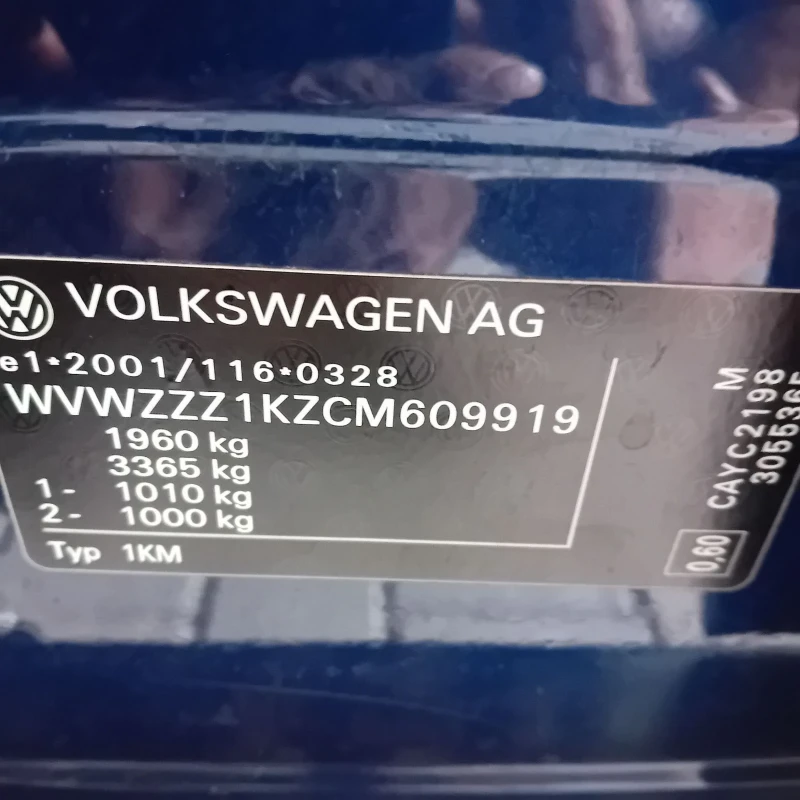 VOLKSWAGEN AG
e1*2001/116*0328
WVWZZZ1KZCM609919
1960 kg
3365 kg
1- 1010 kg
2- 1000 kg
Typ 1KM
M
CAYC2198
3055365
0,60